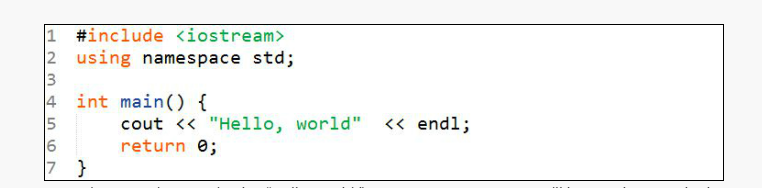 1 #include <iostream>
2 using namespace std;
3
4 int main() {
5     cout << "Hello, world"  << endl;
6     return 0;
7 }